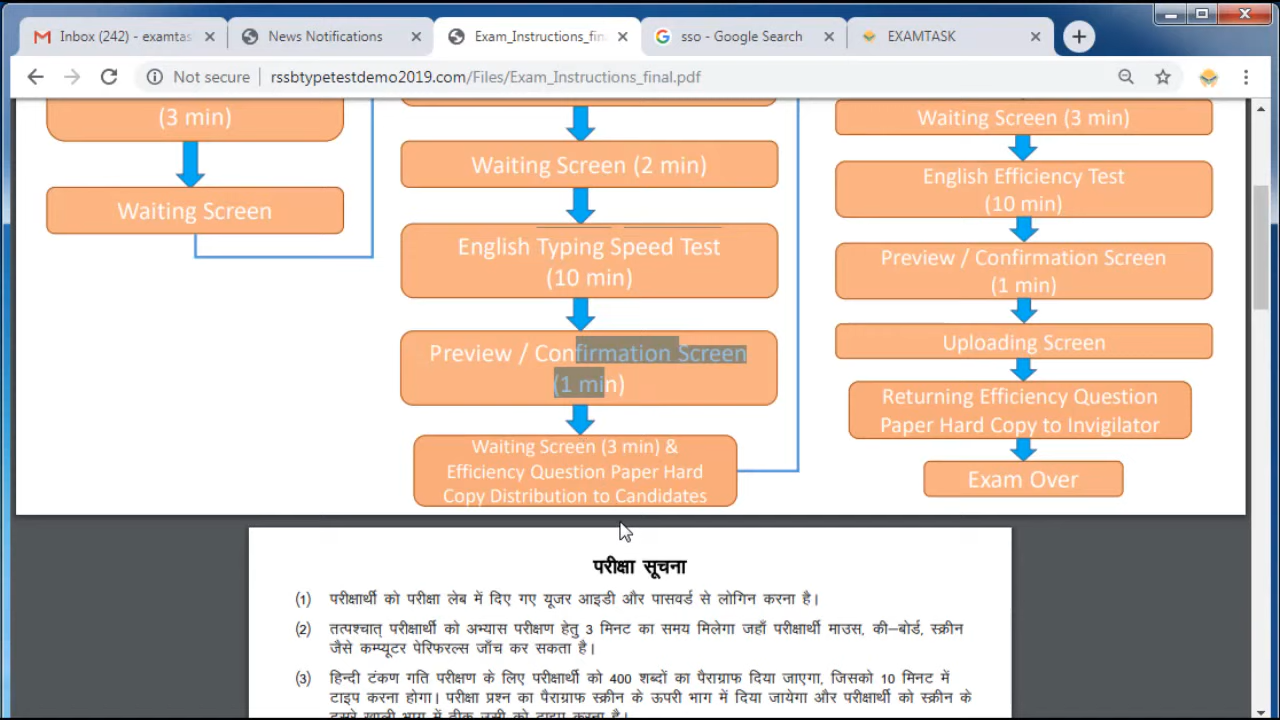 Inbox (242) - examtas
News Notifications
Exam_Instructions_fin
sso - Google Search
EXAMTASK
Not secure
rssbtypetestdemo2019.com/Files/Exam_Instructions_final.pdf
(3 min)
Waiting Screen
Waiting Screen (2 min)
English Typing Speed Test
(10 min)
Preview / Confirmation Screen
(1 min)
Waiting Screen (3 min) &
Efficiency Question Paper Hard
Copy Distribution to Candidates
Waiting Screen (3 min)
English Efficiency Test
(10 min)
Preview / Confirmation Screen
(1 min)
Uploading Screen
Returning Efficiency Question
Paper Hard Copy to Invigilator
Exam Over
परीक्षा सूचना
(1) परीक्षार्थी को परीक्षा लेब में दिए गए यूजर आइडी और पासवर्ड से लोगिन करना है।
(2) तत्पश्चात् परीक्षार्थी को अभ्यास परीक्षण हेतु 3 मिनट का समय मिलेगा जहाँ परीक्षार्थी माउस, की–बोर्ड, स्क्रीन
जैसे कम्प्यूटर पेरिफरल्स जाँच कर सकता है।
(3) हिन्दी टंकण गति परीक्षण के लिए परीक्षार्थी को 400 शब्दों का पैराग्राफ दिया जाएगा, जिसको 10 मिनट में
टाइप करना होगा। परीक्षा प्रश्न का पैराग्राफ स्क्रीन के ऊपरी भाग में दिया जायेगा और परीक्षार्थी को स्क्रीन के
दूसरे खाली भाग में ठीक उसी को टाइप करना है।